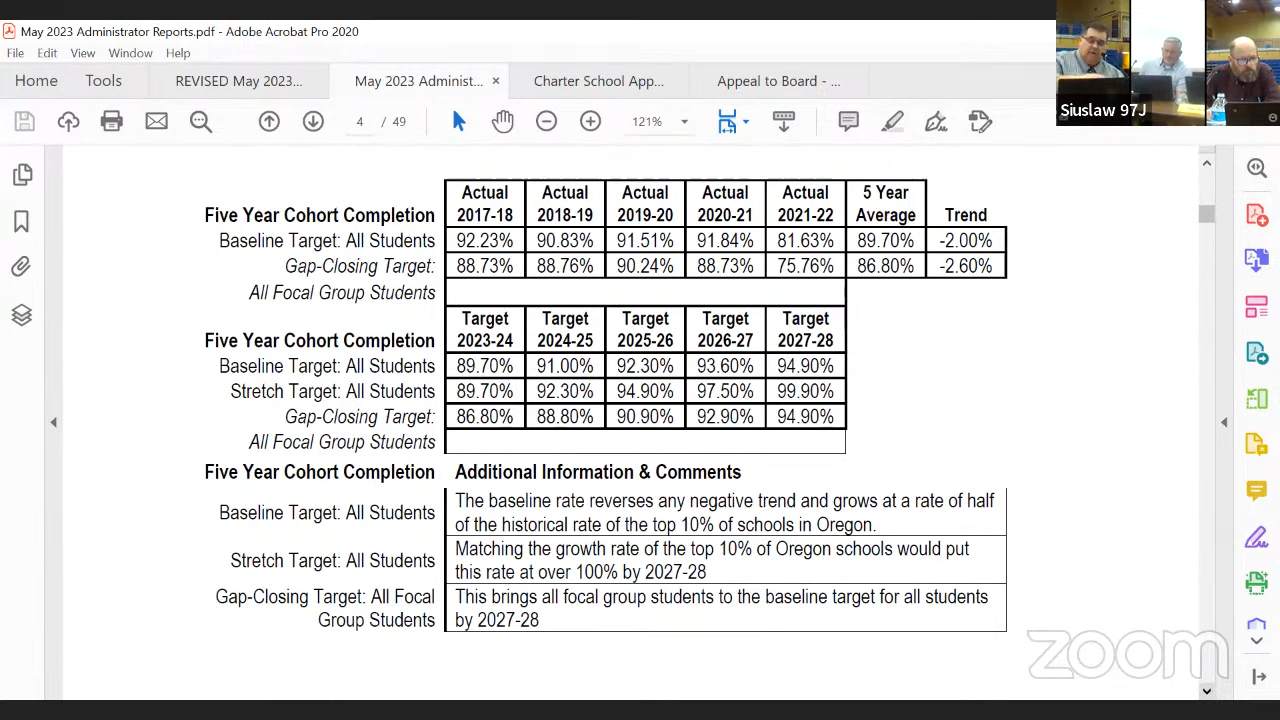 May 2023 Administrator Reports.pdf - Adobe Acrobat Pro 2020
File Edit View Window Help
Home Tools REVISED May 2023... May 2023 Administ... × Charter School App... Appeal to Board - ...
4 / 49 121%
Siuslaw 97J
Actual Actual Actual Actual Actual 5 Year
Five Year Cohort Completion 2017-18 2018-19 2019-20 2020-21 2021-22 Average Trend
Baseline Target: All Students 92.23% 90.83% 91.51% 91.84% 81.63% 89.70% -2.00%
Gap-Closing Target: 88.73% 88.76% 90.24% 88.73% 75.76% 86.80% -2.60%
All Focal Group Students
Target Target Target Target Target
Five Year Cohort Completion 2023-24 2024-25 2025-26 2026-27 2027-28
Baseline Target: All Students 89.70% 91.00% 92.30% 93.60% 94.90%
Stretch Target: All Students 89.70% 92.30% 94.90% 97.50% 99.90%
Gap-Closing Target: 86.80% 88.80% 90.90% 92.90% 94.90%
All Focal Group Students
Five Year Cohort Completion Additional Information & Comments
Baseline Target: All Students The baseline rate reverses any negative trend and grows at a rate of half
of the historical rate of the top 10% of schools in Oregon.
Stretch Target: All Students Matching the growth rate of the top 10% of Oregon schools would put
this rate at over 100% by 2027-28
Gap-Closing Target: All Focal This brings all focal group students to the baseline target for all students
Group Students by 2027-28
zoom